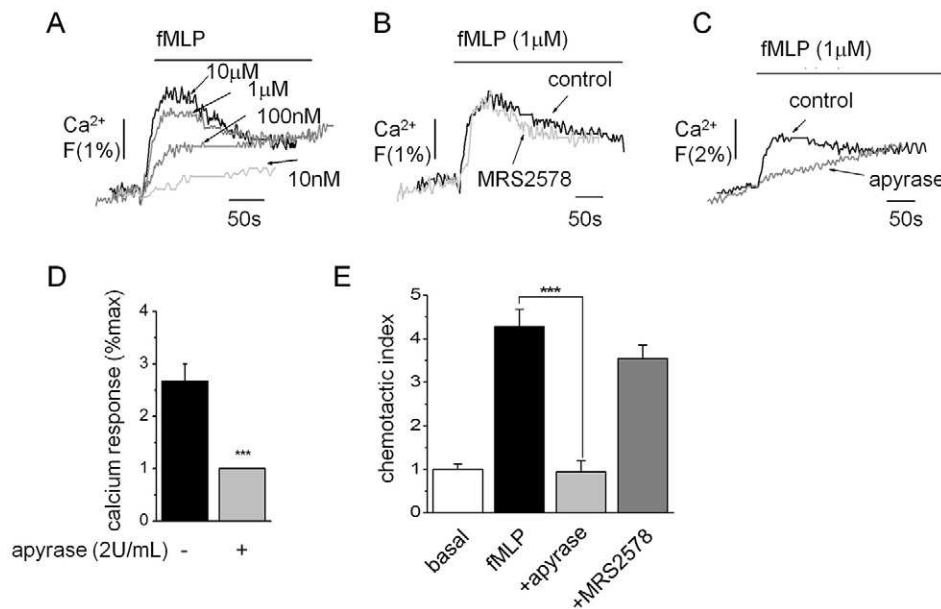 A
fMLP
10μM
1μM
100nM
10nM
Ca²⁺
F(1%)
50s
B
fMLP (1μM)
control
Ca²⁺
F(1%)
MRS2578
50s
C
fMLP (1μM)
control
Ca²⁺
F(2%)
apyrase
50s
D
calcium response (%max)
4
3
2
1
0
***
apyrase (2U/mL) - +
E
chemotactic index
5
4
3
2
1
0
***
basal
fMLP
+apyrase
+MRS2578